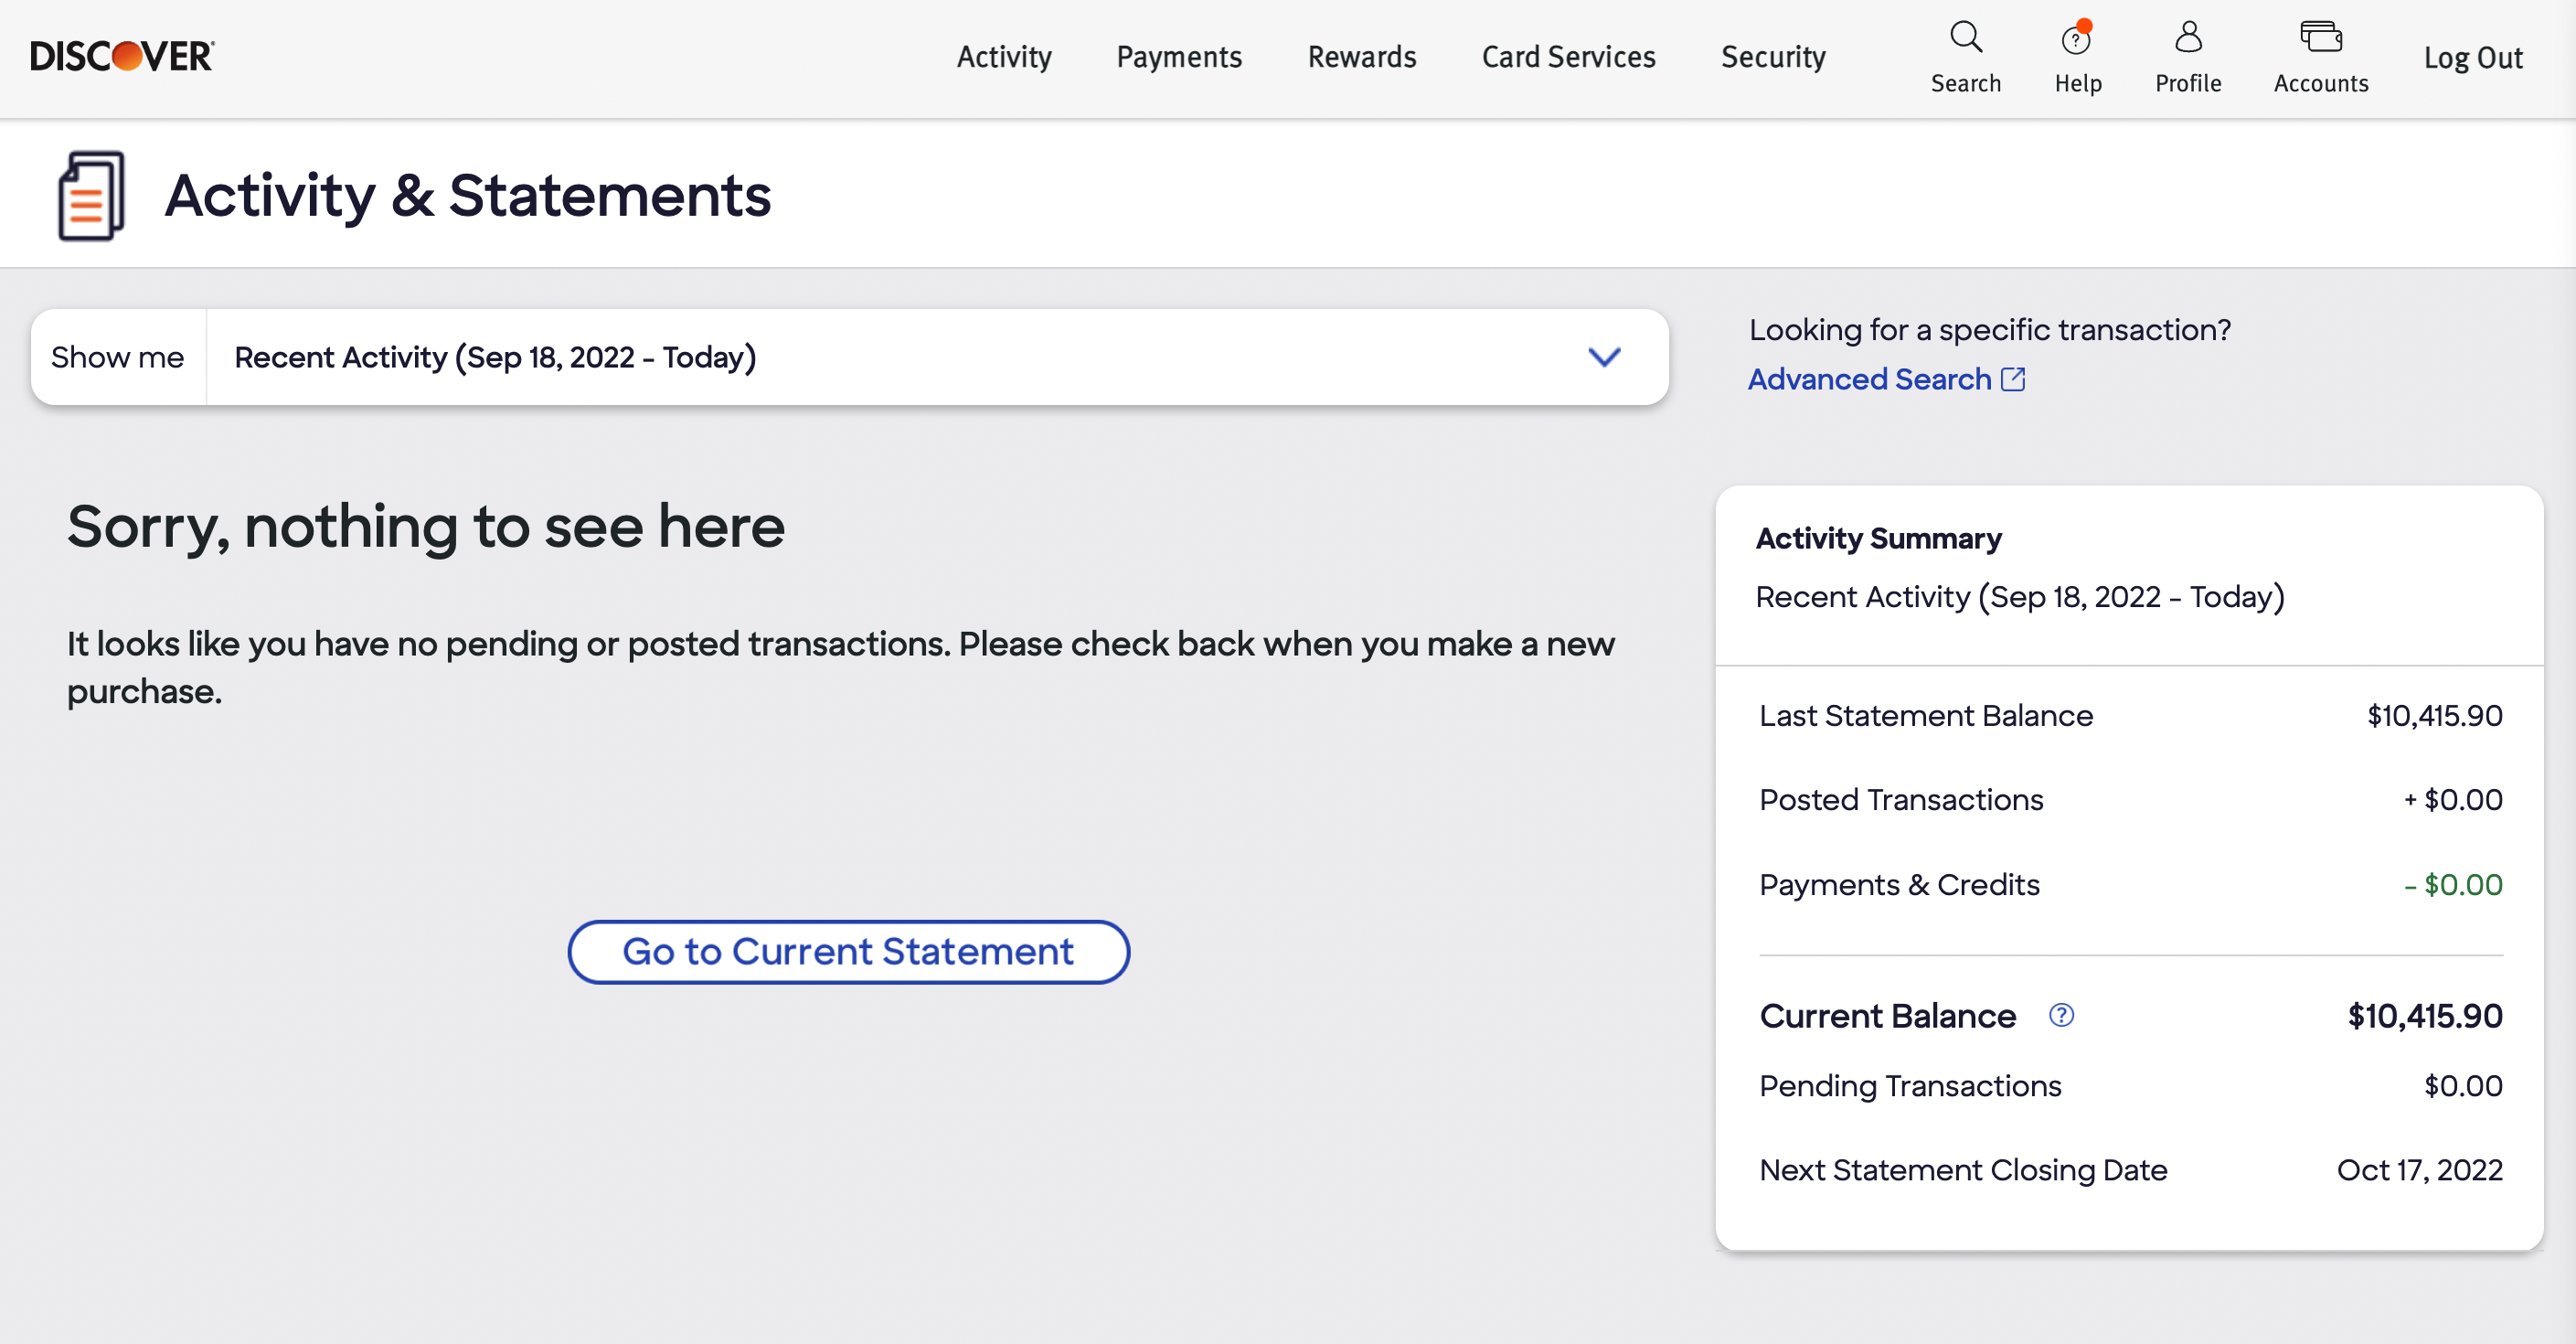 DISCOVER
Activity
Payments
Rewards
Card Services
Security
Search
Help
Profile
Accounts
Log Out
Activity & Statements
Show me
Recent Activity (Sep 18, 2022 - Today)
Looking for a specific transaction?
Advanced Search
Sorry, nothing to see here
It looks like you have no pending or posted transactions. Please check back when you make a new
purchase.
Go to Current Statement
Activity Summary
Recent Activity (Sep 18, 2022 - Today)
Last Statement Balance $10,415.90
Posted Transactions + $0.00
Payments & Credits - $0.00
Current Balance ? $10,415.90
Pending Transactions $0.00
Next Statement Closing Date Oct 17, 2022